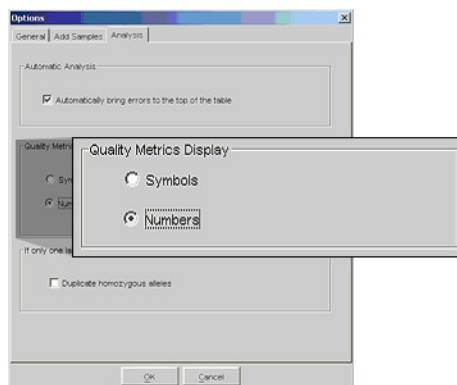 Options
General Add Samples Analysis
Automatic Analysis
Automatically bring errors to the top of the table
Quality Metrics Display
Symbols
Numbers
If only one
Duplicate homozygous alleles
OK Cancel